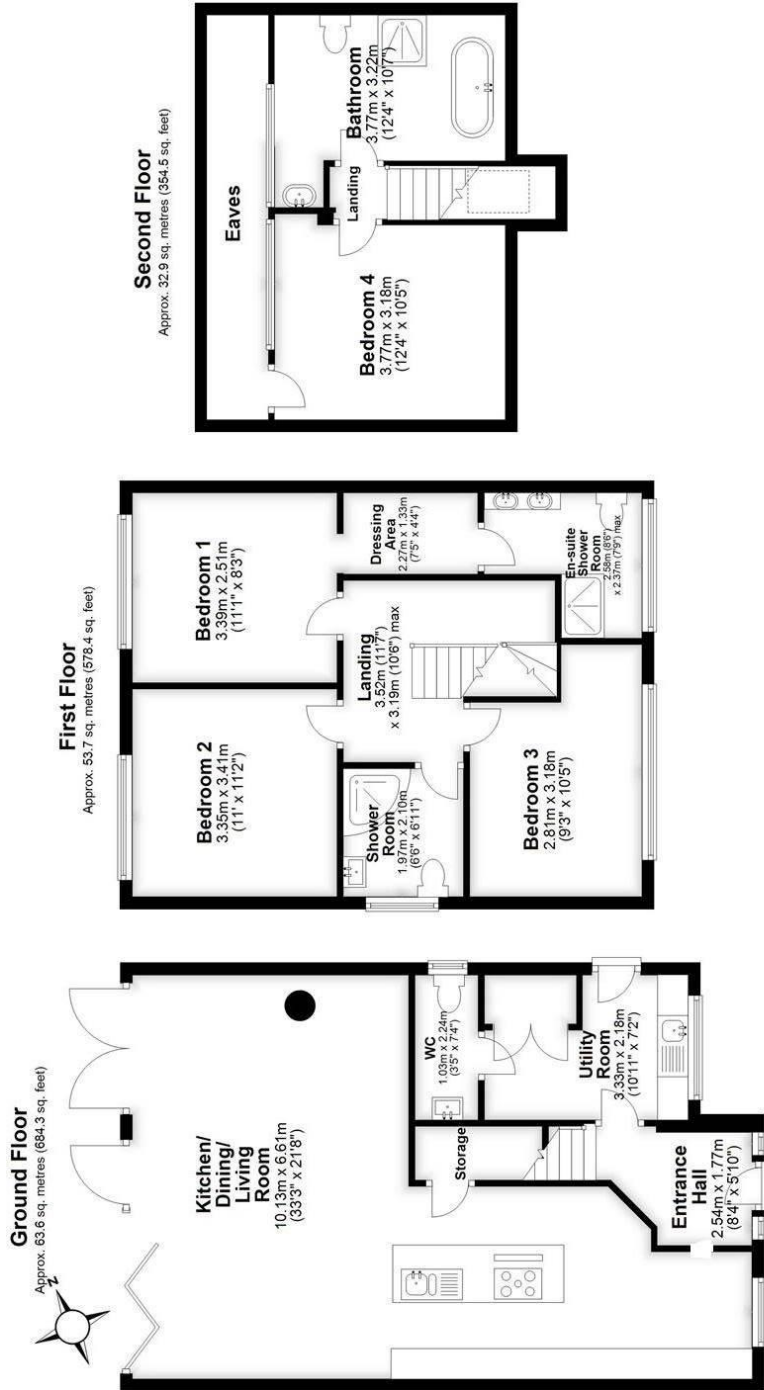 Ground Floor
Approx. 63.6 sq. metres (684.3 sq. feet)
N
Kitchen/
Dining/
Living
Room
10.13m x 6.61m
(33'3" x 21'8")
WC
1.03m x 2.24m
(3'5" x 7'4")
Storage
Utility
Room
3.33m x 2.18m
(10'11" x 7'2")
Entrance
Hall
2.54m x 1.77m
(8'4" x 5'10")
First Floor
Approx. 53.7 sq. metres (578.4 sq. feet)
Bedroom 2
3.35m x 3.41m
(11' x 11'2")
Bedroom 1
3.39m x 2.51m
(11'1" x 8'3")
Shower
Room
1.97m x 2.10m
(6'6" x 6'11")
Landing
3.52m (11'7")
x 3.19m (10'6") max
Dressing
Area
2.27m x 1.33m
(7'5" x 4'4")
Bedroom 3
2.81m x 3.18m
(9'3" x 10'5")
En-suite
Shower
Room
2.58m (8'6")
x 2.37m (7'9") max
Second Floor
Approx. 32.9 sq. metres (354.5 sq. feet)
Eaves
Bedroom 4
3.77m x 3.18m
(12'4" x 10'5")
Landing
Bathroom
3.77m x 3.22m
(12'4" x 10'7")